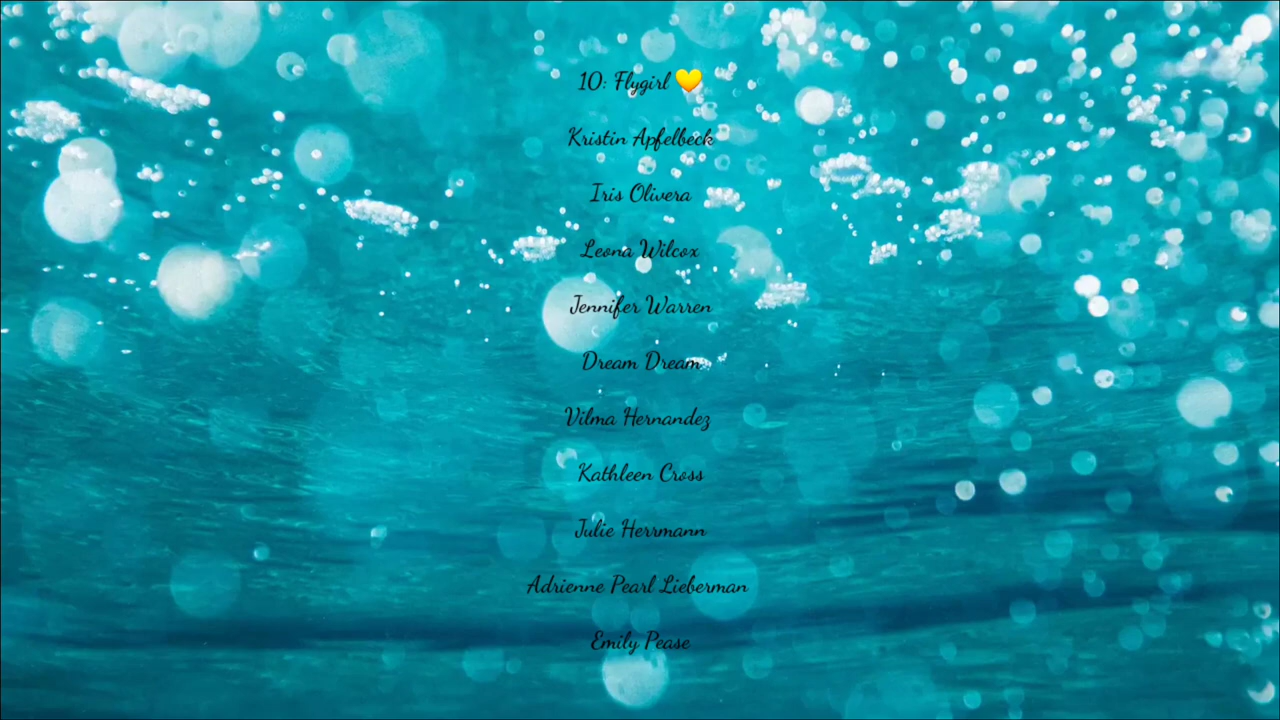 10: Flygirl 💛
Kristin Apfelbeck
Iris Olivera
Leona Wilcox
Jennifer Warren
Dream Dream
Vilma Hernandez
Kathleen Cross
Julie Herrmann
Adrienne Pearl Lieberman
Emily Pease